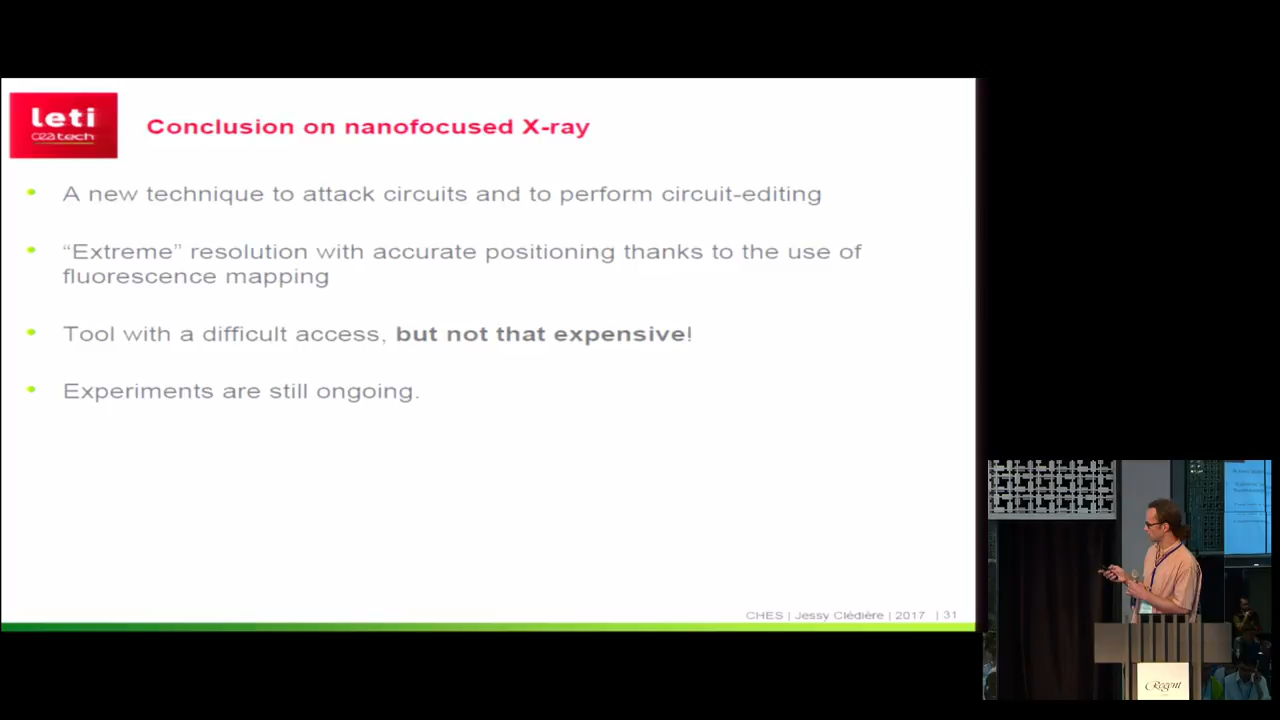 leti
ceatech
Conclusion on nanofocused X-ray
• A new technique to attack circuits and to perform circuit-editing
• “Extreme” resolution with accurate positioning thanks to the use of
fluorescence mapping
• Tool with a difficult access, but not that expensive!
• Experiments are still ongoing.
CHES | Jessy Clédière | 2017 | 31
Regent